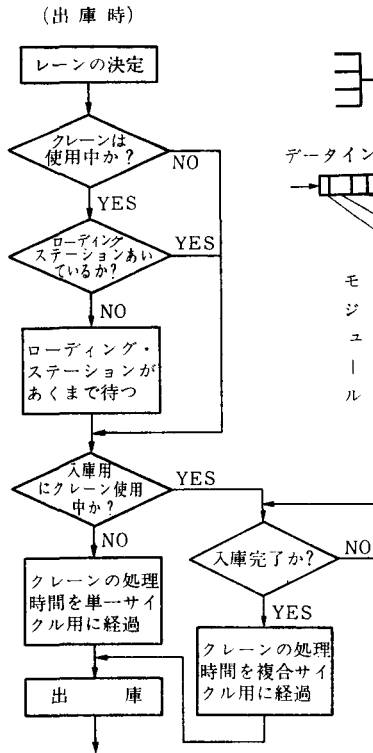 (出庫時)
レーンの決定
クレーンは
使用中か?
NO
YES
ローディング
ステーションあい
ているか?
YES
NO
ローディング・
ステーションが
あくまで待つ
入庫用
にクレーン使用
中か?
YES
NO
クレーンの処理
時間を単一サイ
クル用に経過
出庫
入庫完了か?
NO
YES
クレーンの処理
時間を複合サイ
クル用に経過
データイン
モジュール